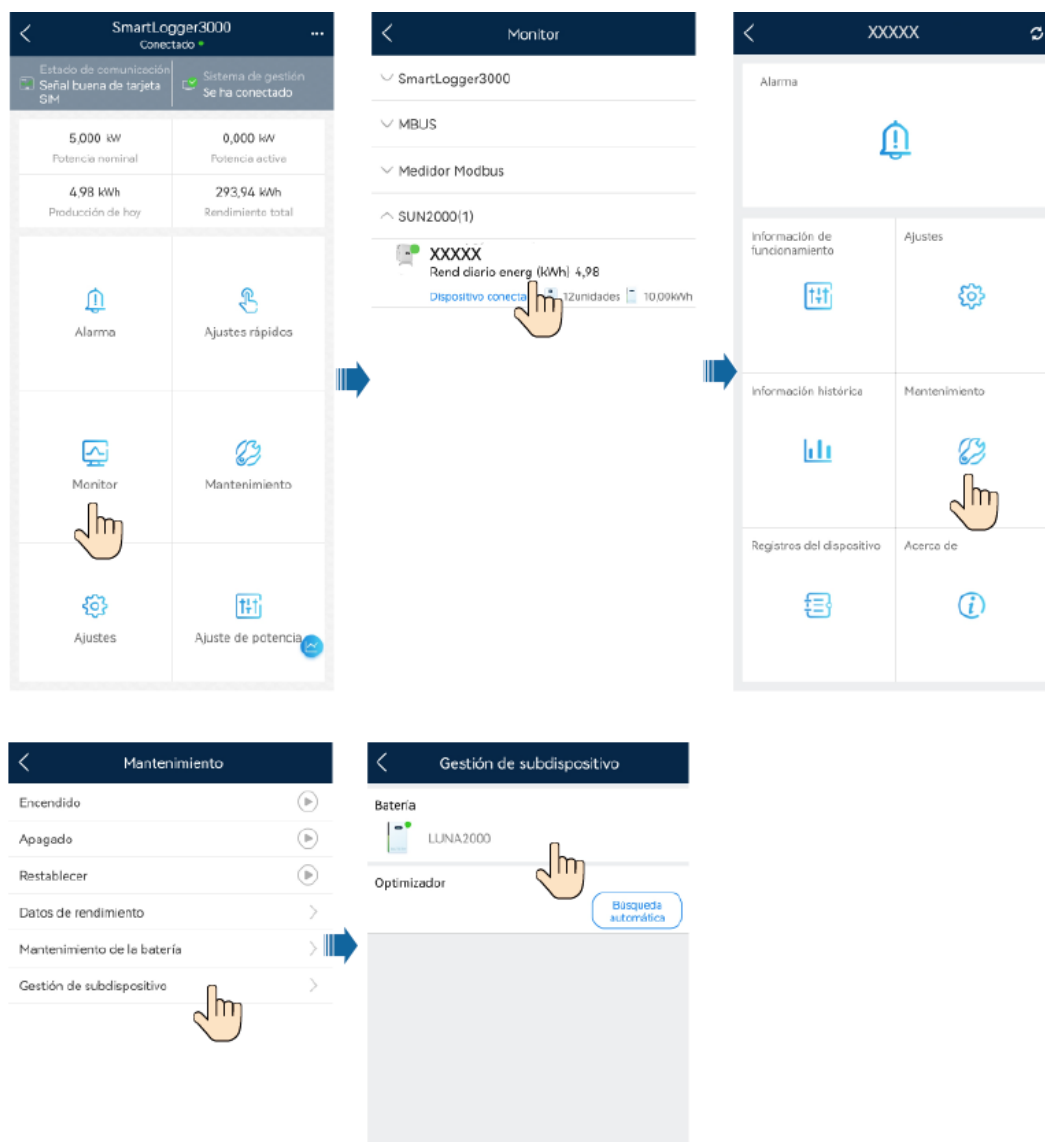 SmartLogger3000
Conectado
Estado de comunicación
Señal buena de tarjeta
SIM
Sistema de gestión
Se ha conectado
5,000 kW
Potencia nominal
0,000 kW
Potencia activa
4,98 kWh
Producción de hoy
293,94 kWh
Rendimiento total
Alarma
Ajustes rápidos
Monitor
Mantenimiento
Ajustes
Ajuste de potencia
Monitor
SmartLogger3000
MBUS
Medidor Modbus
SUN2000(1)
XXXXX
Rend diario energ (kWh) 4,98
Dispositivo 12unidades 10,00kWh
XXXXX
Alarma
Información de
funcionamiento
Ajustes
Información histórica
Mantenimiento
Registros del dispositivo
Acerca de
Mantenimiento
Encendido
Apagado
Restablecer
Datos de rendimiento
Mantenimiento de la batería
Gestión de subdispositivo
Gestión de subdispositivo
Batería
LUNA2000
Optimizador
Búsqueda
automática